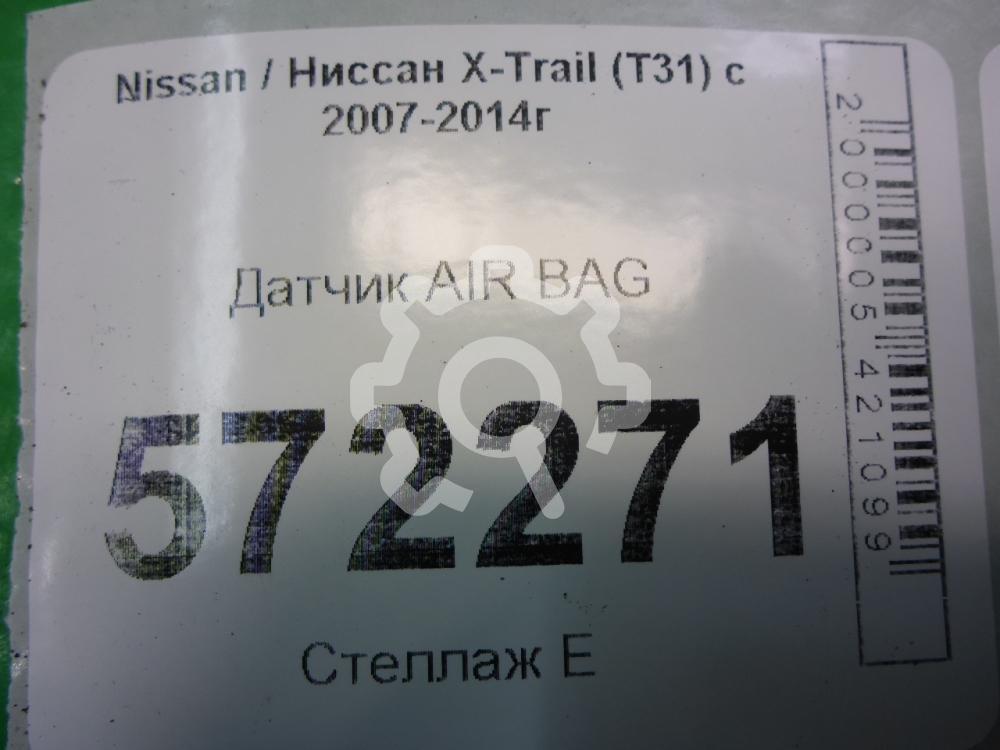 Nissan / Ниссан X-Trail (T31) с
2007-2014г
Датчик AIR BAG
572271
Стеллаж Е
2000005421099